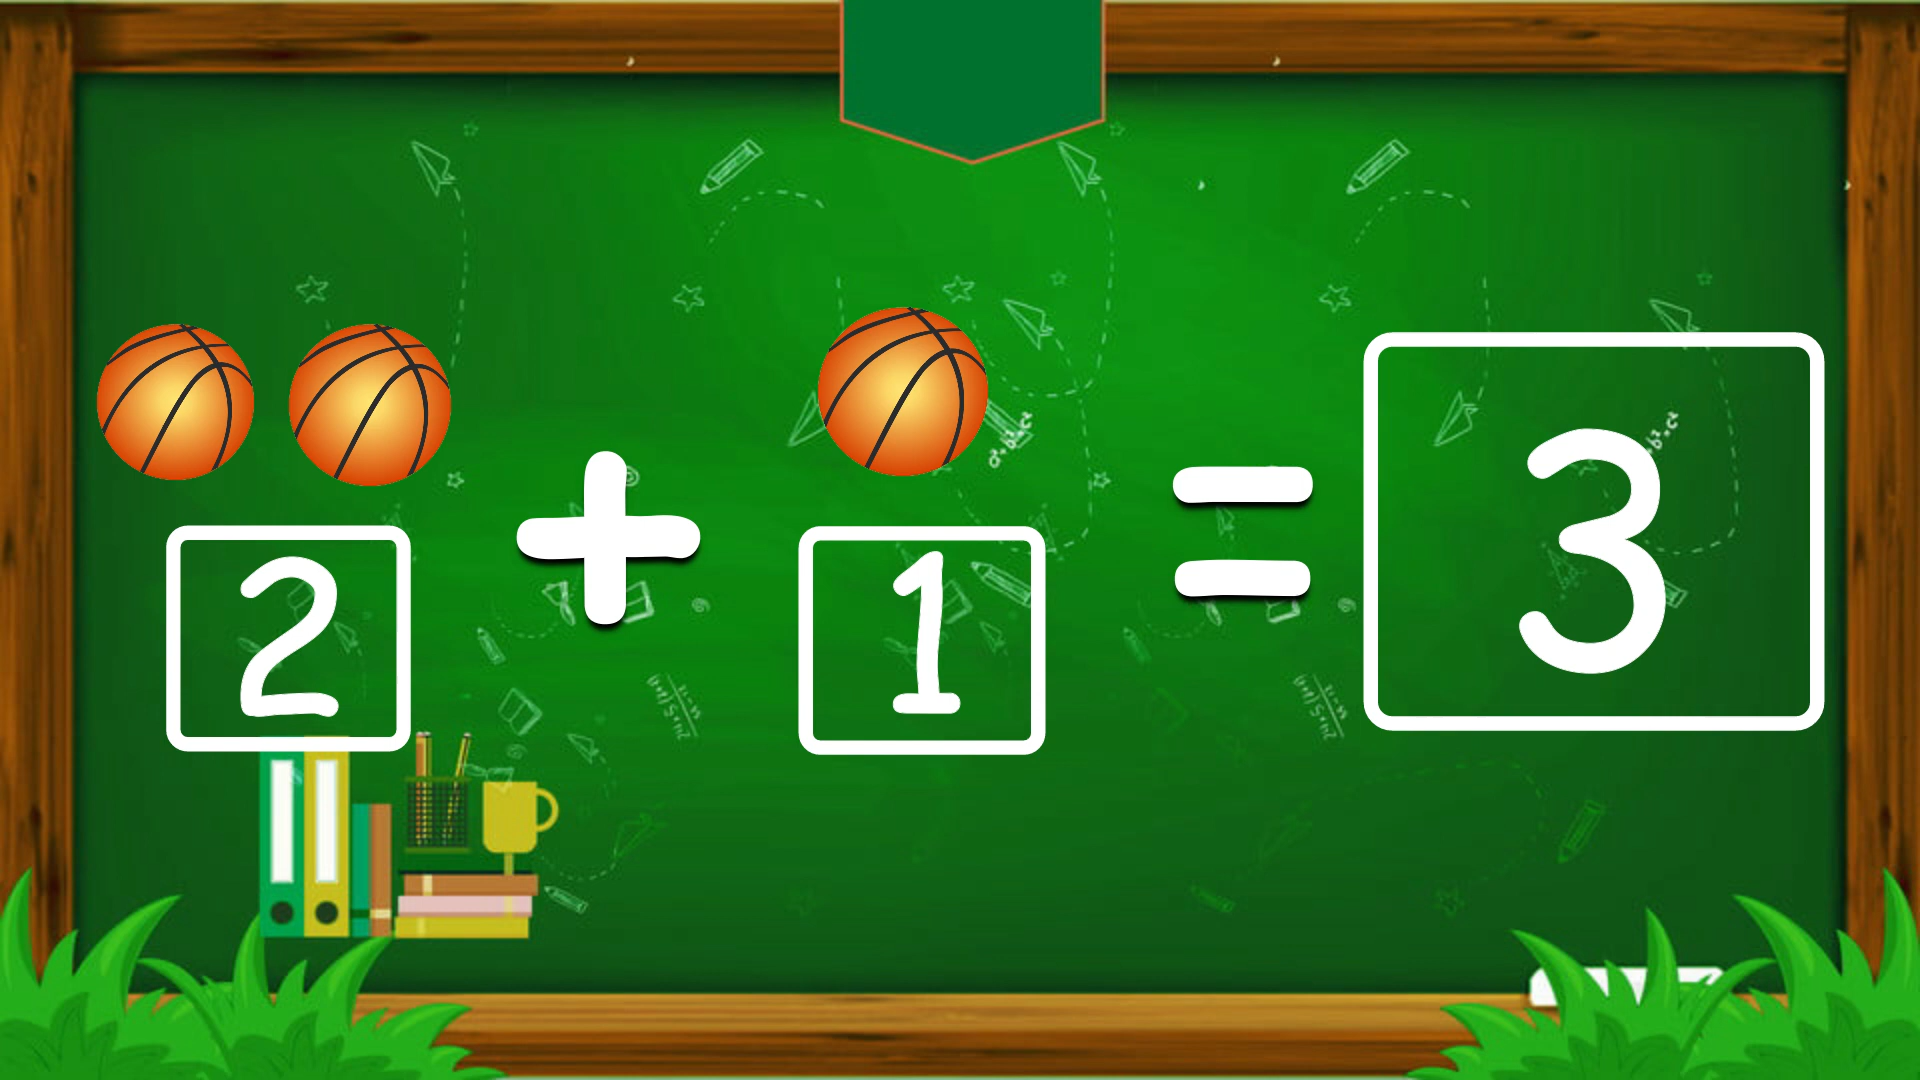 2 + 1 = 3